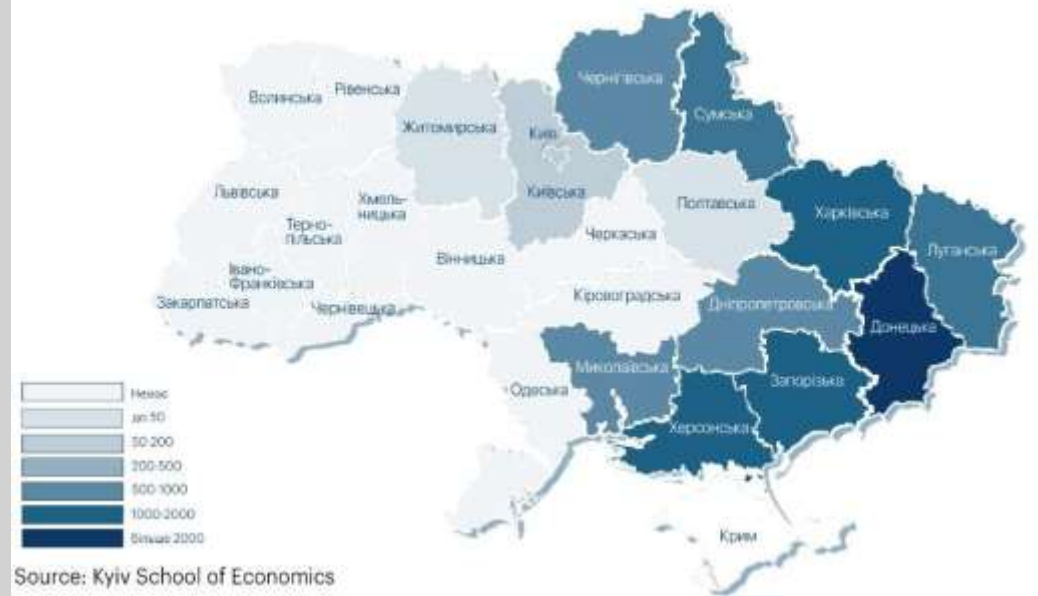 Чернігівська
Рівенська
Волинська
Сумська
Житомирська
Київ
Львівська
Київська
Хмель-
ницька
Полтавська
Харківська
Терно-
пільська
Черкаська
Луганська
Вінницька
Івано-
Франківська
Закарпатська
Чернівецька
Кіровоградська
Дніпропетровська
Донецька
Миколаївська
Запорізька
Одеська
Херсонська
Крим
Немає
до 50
50-200
200-500
500-1000
1000-2000
більше 2000
Source: Kyiv School of Economics